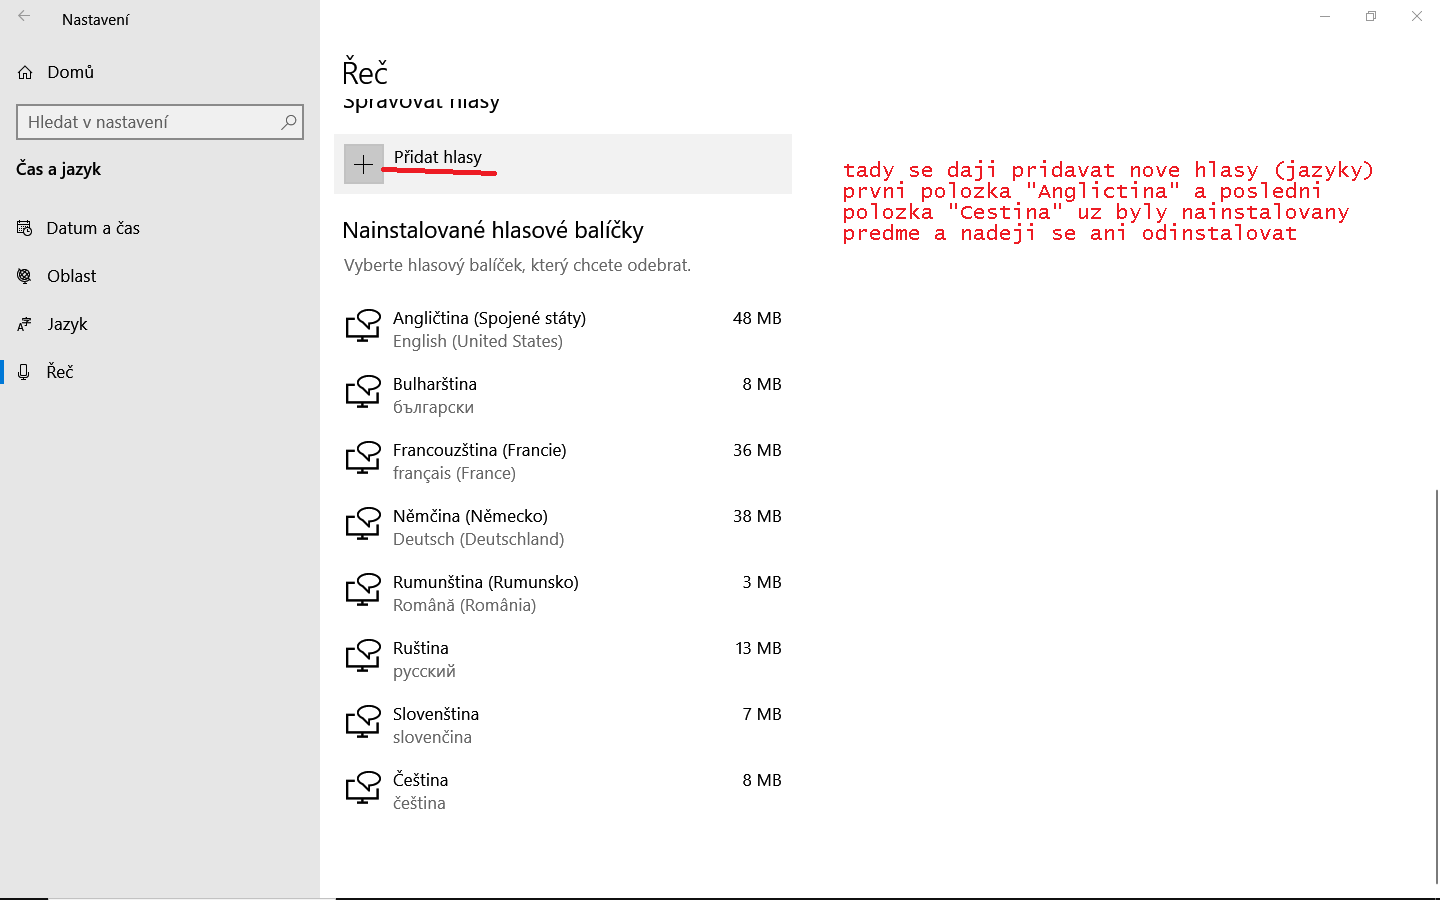 Nastavení
Domů
Hledat v nastavení
Čas a jazyk
Datum a čas
Oblast
Jazyk
Řeč
Řeč
Spravovat hlasy
Přidat hlasy
Nainstalované hlasové balíčky
Vyberte hlasový balíček, který chcete odebrat.
Angličtina (Spojené státy) 48 MB
English (United States)
Bulharština 8 MB
български
Francouzština (Francie) 36 MB
français (France)
Němčina (Německo) 38 MB
Deutsch (Deutschland)
Rumunština (Rumunsko) 3 MB
Română (România)
Ruština 13 MB
русский
Slovenština 7 MB
slovenčina
Čeština 8 MB
čeština
tady se daji pridavat nove hlasy (jazyky)
prvni polozka "Anglictina" a posledni
polozka "Cestina" uz byly nainstalovany
predme a nadeji se ani odinstalovat